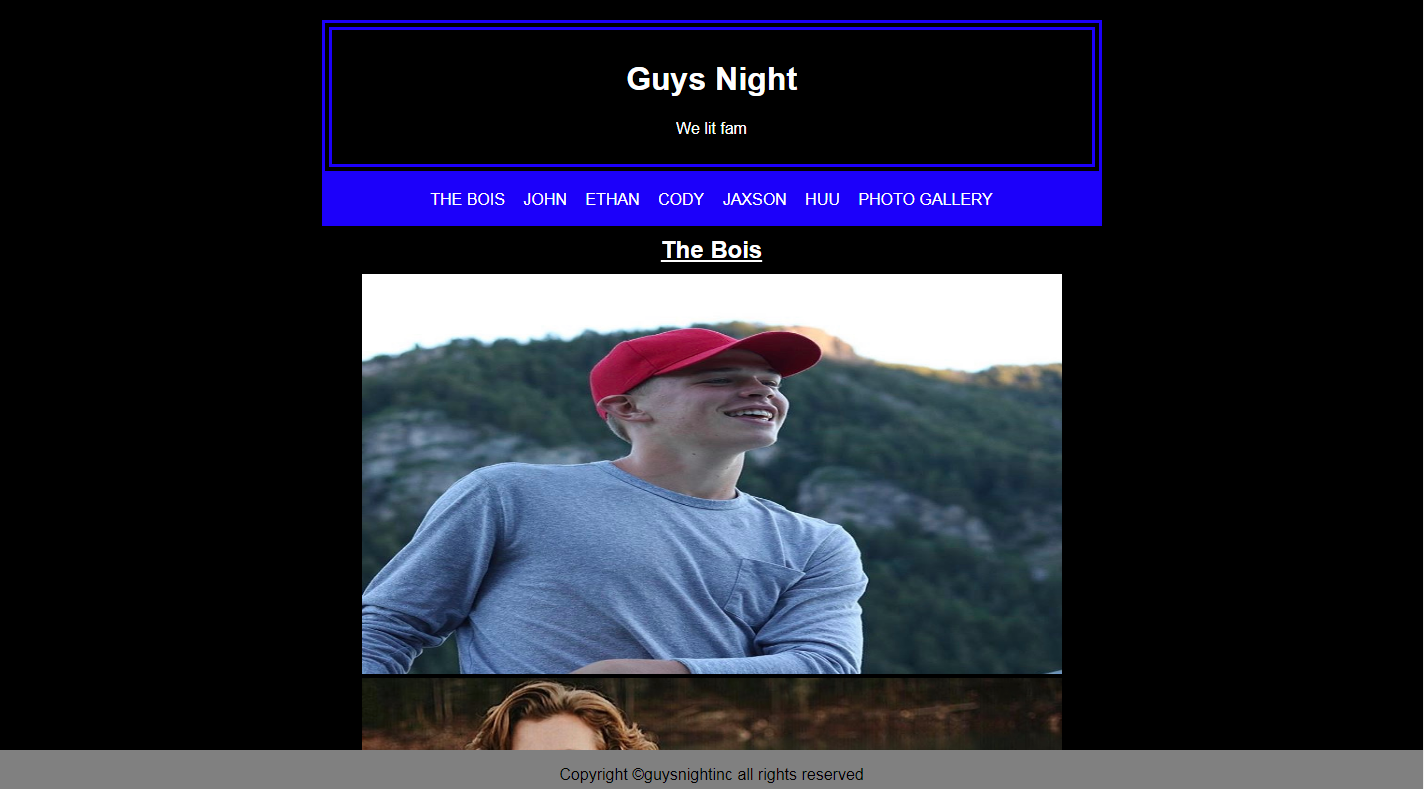 Guys Night
We lit fam
THE BOIS JOHN ETHAN CODY JAXSON HUU PHOTO GALLERY
The Bois
Copyright ©guysnightinc all rights reserved